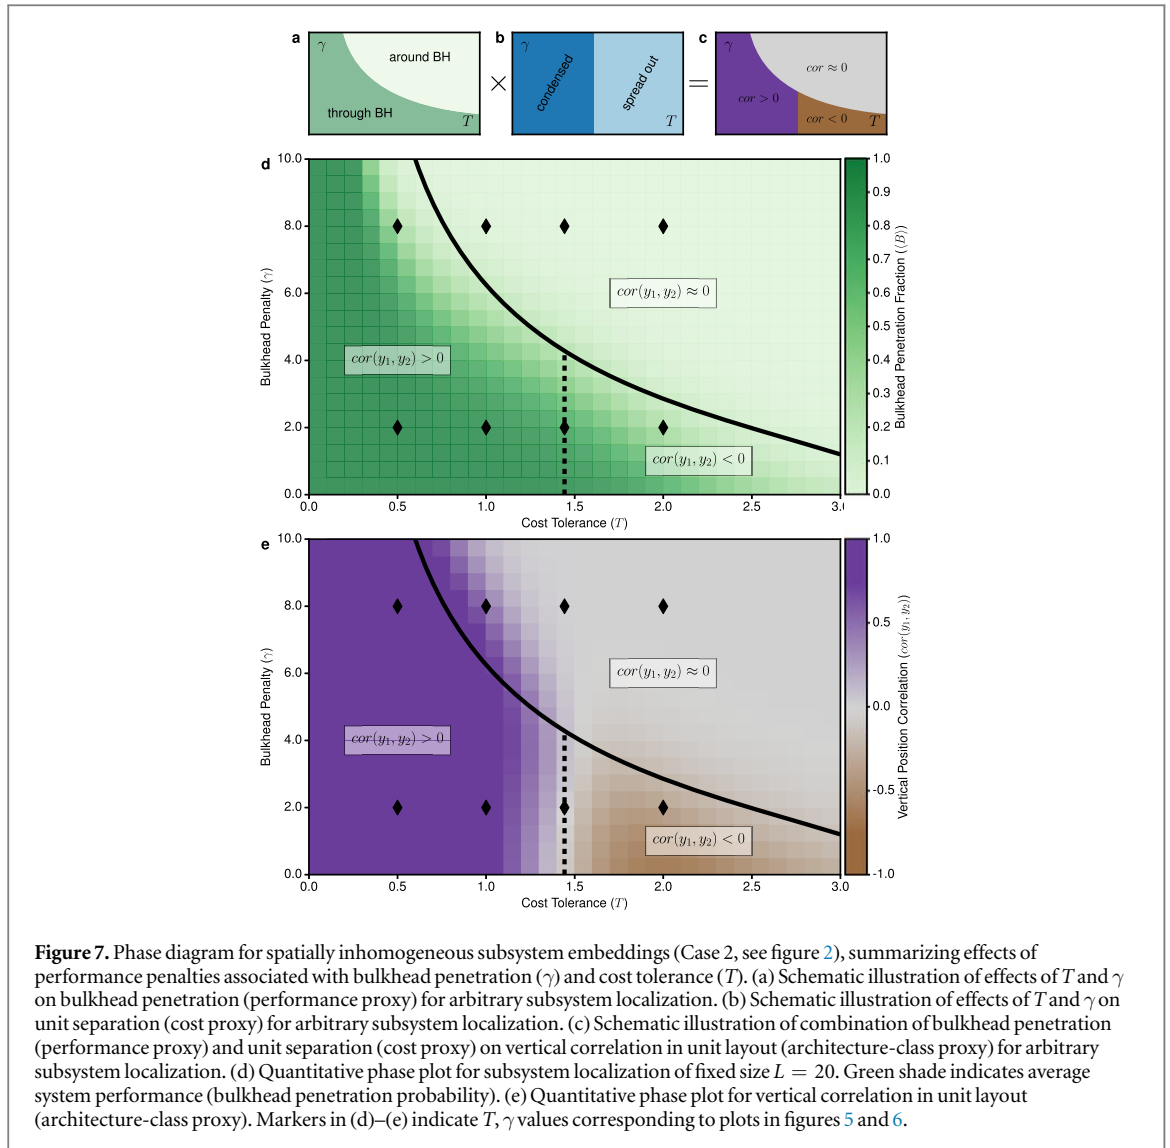 a γ around BH through BH T
×
b γ condensed spread out T
=
c γ cor ≈ 0 cor > 0 cor < 0 T
d
10.0
8.0
6.0
4.0
2.0
0.0
Bulkhead Penalty (γ)
cor(y₁, y₂) ≈ 0
cor(y₁, y₂) > 0
cor(y₁, y₂) < 0
0.0 0.5 1.0 1.5 2.0 2.5 3.0
Cost Tolerance (T)
1.0
0.9
0.8
0.7
0.6
0.5
0.4
0.3
0.2
0.1
0.0
Bulkhead Penetration Fraction (⟨B⟩)
e
10.0
8.0
6.0
4.0
2.0
0.0
Bulkhead Penalty (γ)
cor(y₁, y₂) ≈ 0
cor(y₁, y₂) > 0
cor(y₁, y₂) < 0
0.0 0.5 1.0 1.5 2.0 2.5 3.0
Cost Tolerance (T)
1.0
0.5
0.0
-0.5
-1.0
Vertical Position Correlation (cor(y₁, y₂))
Figure 7. Phase diagram for spatially inhomogeneous subsystem embeddings (Case 2, see figure 2), summarizing effects of
performance penalties associated with bulkhead penetration (γ) and cost tolerance (T). (a) Schematic illustration of effects of T and γ
on bulkhead penetration (performance proxy) for arbitrary subsystem localization. (b) Schematic illustration of effects of T and γ on
unit separation (cost proxy) for arbitrary subsystem localization. (c) Schematic illustration of combination of bulkhead penetration
(performance proxy) and unit separation (cost proxy) on vertical correlation in unit layout (architecture-class proxy) for arbitrary
subsystem localization. (d) Quantitative phase plot for subsystem localization of fixed size L = 20. Green shade indicates average
system performance (bulkhead penetration probability). (e) Quantitative phase plot for vertical correlation in unit layout
(architecture-class proxy). Markers in (d)–(e) indicate T, γ values corresponding to plots in figures 5 and 6.